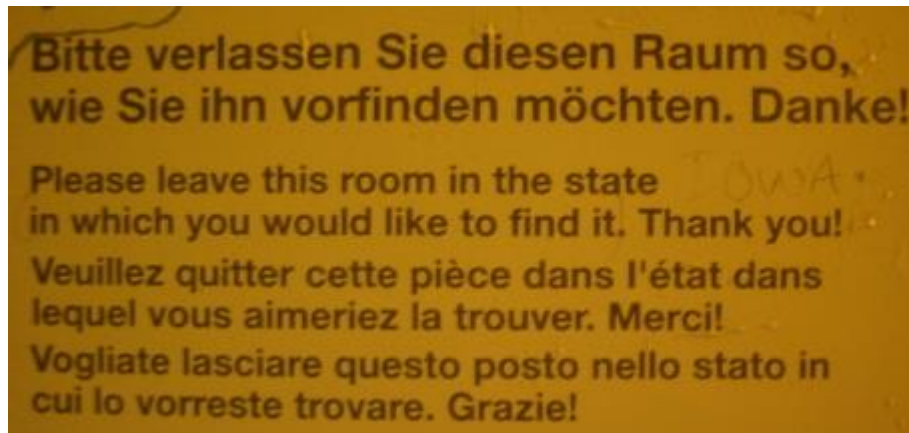 Bitte verlassen Sie diesen Raum so,
wie Sie ihn vorfinden möchten. Danke!
Please leave this room in the state IOWA
in which you would like to find it. Thank you!
Veuillez quitter cette pièce dans l'état dans
lequel vous aimeriez la trouver. Merci!
Vogliate lasciare questo posto nello stato in
cui lo vorreste trovare. Grazie!